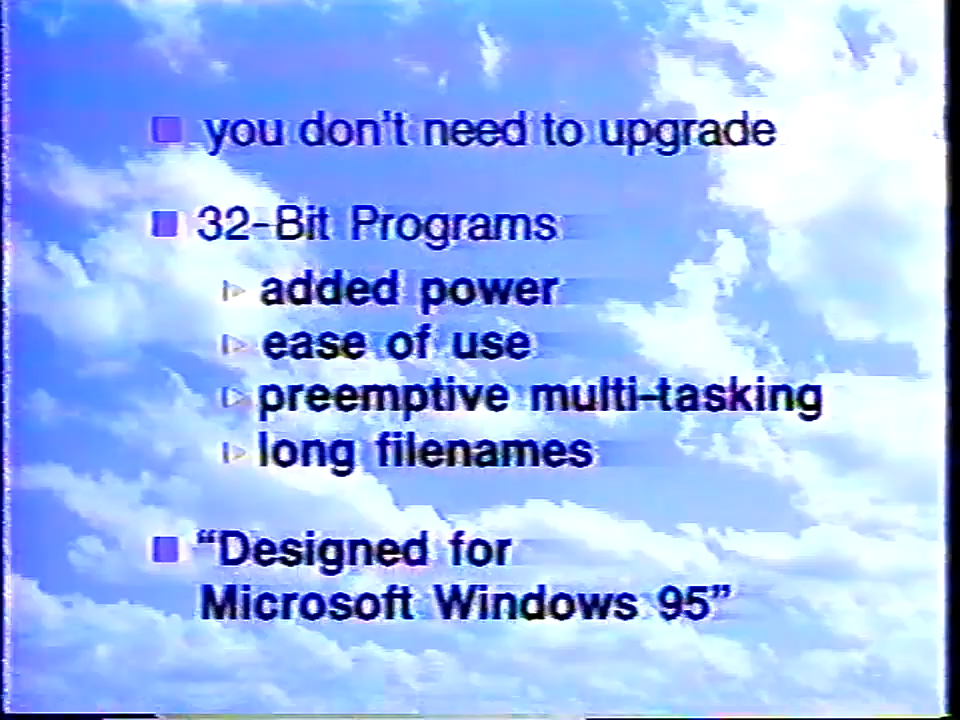 you don't need to upgrade
32-Bit Programs
added power
ease of use
preemptive multi-tasking
long filenames
“Designed for
Microsoft Windows 95”